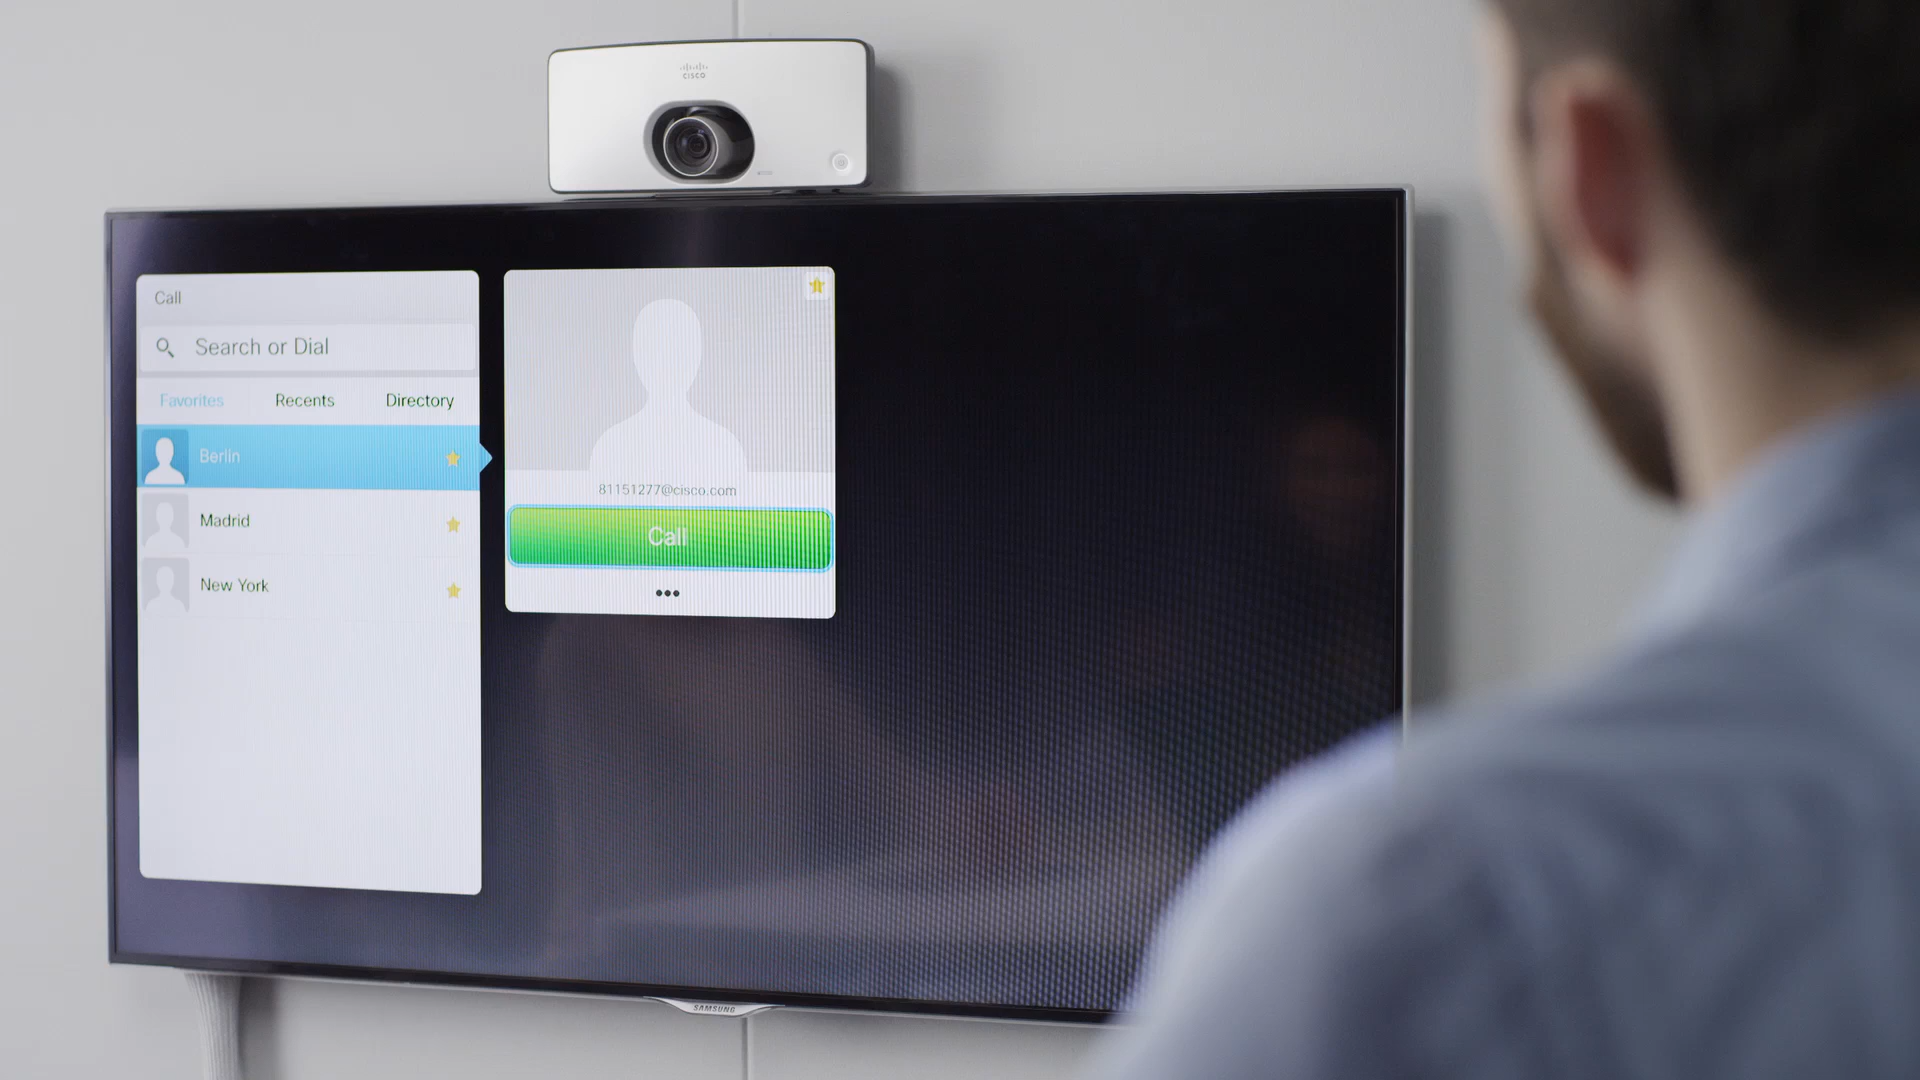 CISCO
Call
Search or Dial
Favorites Recents Directory
Berlin
Madrid
New York
81151277@cisco.com
Call
SAMSUNG